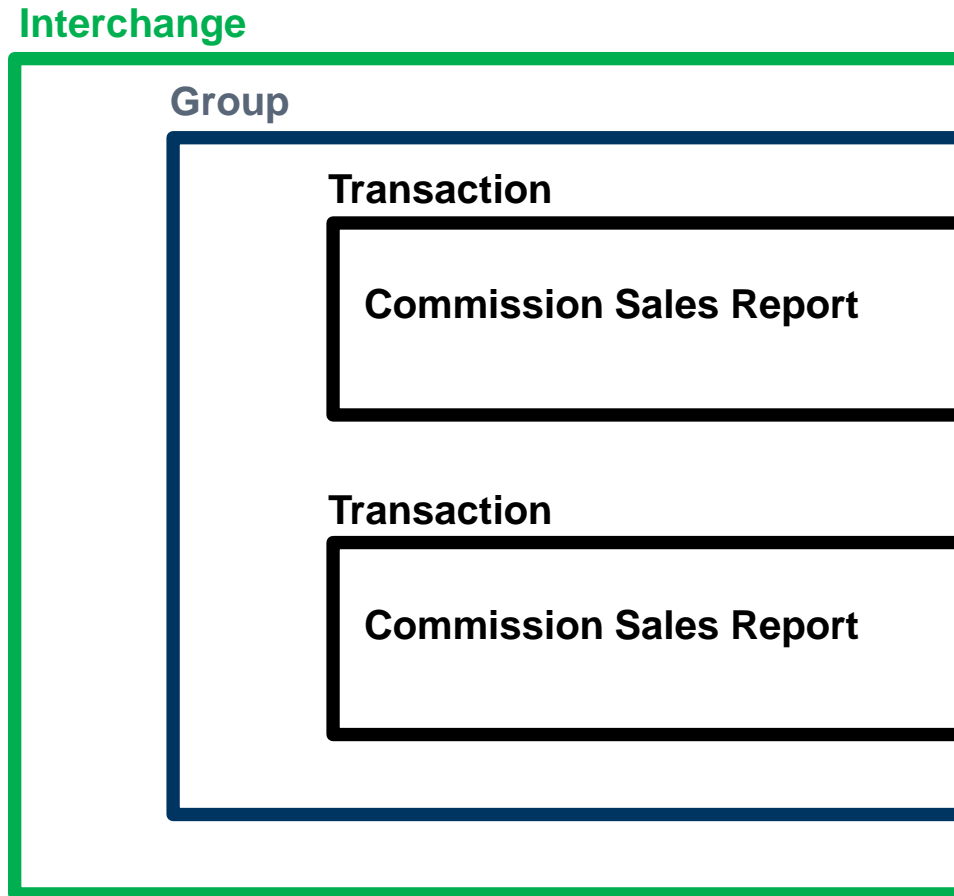 Interchange
Group
Transaction
Commission Sales Report
Transaction
Commission Sales Report